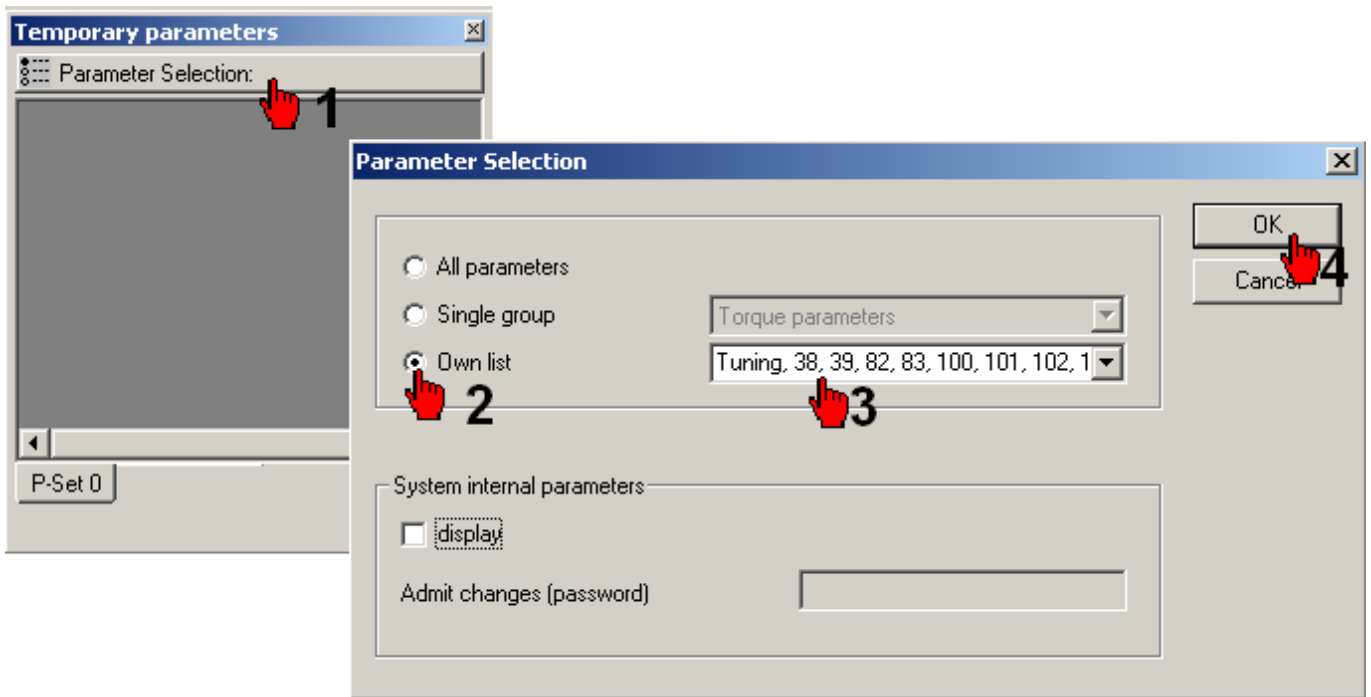 Temporary parameters
Parameter Selection:
1
P-Set 0
Parameter Selection
All parameters
Single group
Torque parameters
Own list
Tuning, 38, 39, 82, 83, 100, 101, 102, 1
2
3
OK
4
Cancel
System internal parameters
display
Admit changes (password)